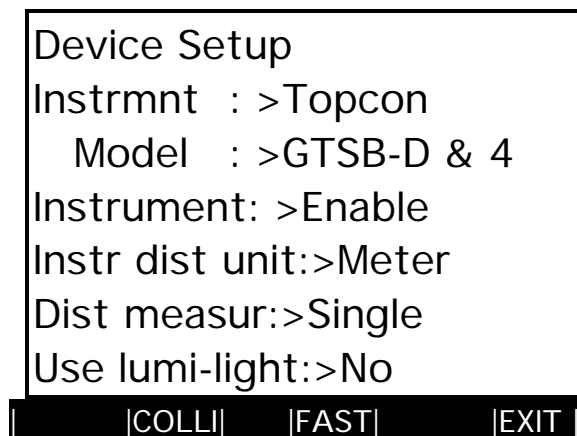 Device Setup
Instrmnt : >Topcon
Model : >GTSB-D & 4
Instrument: >Enable
Instr dist unit:>Meter
Dist measur:>Single
Use lumi-light:>No
| |COLLI| |FAST| |EXIT |